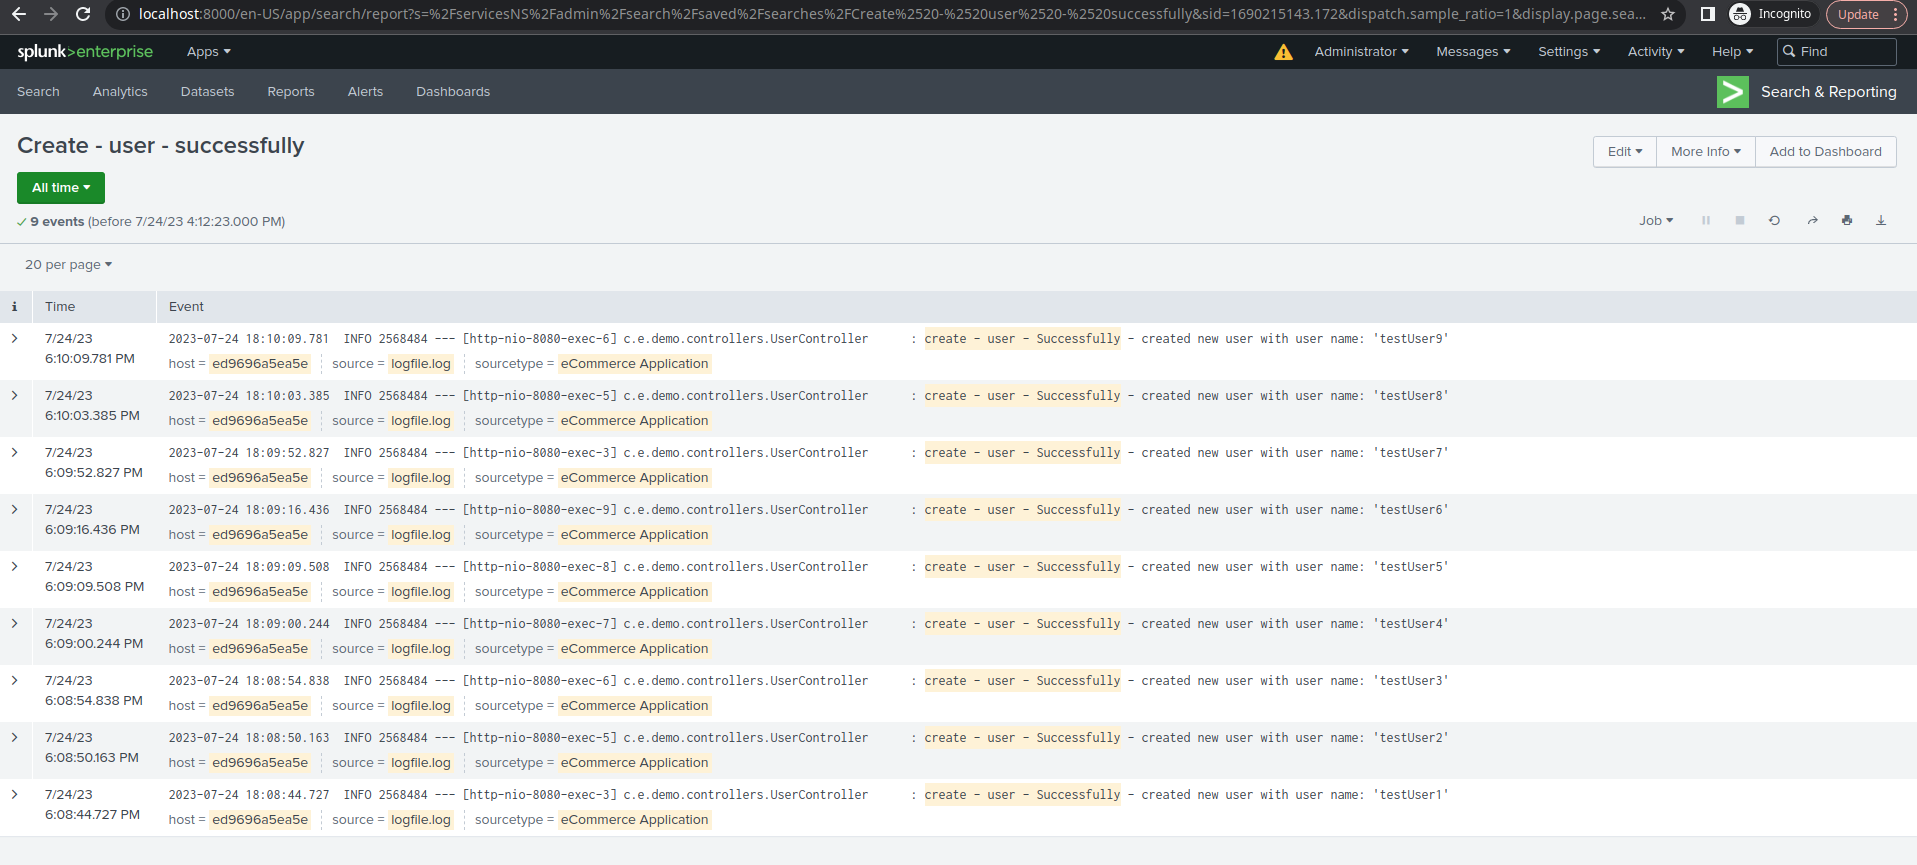 localhost:8000/en-US/app/search/report?s=%2FservicesNS%2Fadmin%2Fsearch%2Fsaved%2Fsearches%2FCreate%2520-%2520user%2520-%2520successfully&sid=1690215143.172&dispatch.sample_ratio=1&display.page.sea... Incognito Update
splunk>enterprise Apps Administrator Messages Settings Activity Help Find
Search Analytics Datasets Reports Alerts Dashboards Search & Reporting
Create - user - successfully
Edit More Info Add to Dashboard
All time
9 events (before 7/24/23 4:12:23.000 PM) Job
20 per page
i Time Event
7/24/23 2023-07-24 18:10:09.781 INFO 2568484 --- [http-nio-8080-exec-6] c.e.demo.controllers.UserController : create - user - Successfully - created new user with user name: 'testUser9'
6:10:09.781 PM host = ed9696a5ea5e source = logfile.log sourcetype = eCommerce Application
7/24/23 2023-07-24 18:10:03.385 INFO 2568484 --- [http-nio-8080-exec-5] c.e.demo.controllers.UserController : create - user - Successfully - created new user with user name: 'testUser8'
6:10:03.385 PM host = ed9696a5ea5e source = logfile.log sourcetype = eCommerce Application
7/24/23 2023-07-24 18:09:52.827 INFO 2568484 --- [http-nio-8080-exec-3] c.e.demo.controllers.UserController : create - user - Successfully - created new user with user name: 'testUser7'
6:09:52.827 PM host = ed9696a5ea5e source = logfile.log sourcetype = eCommerce Application
7/24/23 2023-07-24 18:09:16.436 INFO 2568484 --- [http-nio-8080-exec-9] c.e.demo.controllers.UserController : create - user - Successfully - created new user with user name: 'testUser6'
6:09:16.436 PM host = ed9696a5ea5e source = logfile.log sourcetype = eCommerce Application
7/24/23 2023-07-24 18:09:09.508 INFO 2568484 --- [http-nio-8080-exec-8] c.e.demo.controllers.UserController : create - user - Successfully - created new user with user name: 'testUser5'
6:09:09.508 PM host = ed9696a5ea5e source = logfile.log sourcetype = eCommerce Application
7/24/23 2023-07-24 18:09:00.244 INFO 2568484 --- [http-nio-8080-exec-7] c.e.demo.controllers.UserController : create - user - Successfully - created new user with user name: 'testUser4'
6:09:00.244 PM host = ed9696a5ea5e source = logfile.log sourcetype = eCommerce Application
7/24/23 2023-07-24 18:08:54.838 INFO 2568484 --- [http-nio-8080-exec-6] c.e.demo.controllers.UserController : create - user - Successfully - created new user with user name: 'testUser3'
6:08:54.838 PM host = ed9696a5ea5e source = logfile.log sourcetype = eCommerce Application
7/24/23 2023-07-24 18:08:50.163 INFO 2568484 --- [http-nio-8080-exec-5] c.e.demo.controllers.UserController : create - user - Successfully - created new user with user name: 'testUser2'
6:08:50.163 PM host = ed9696a5ea5e source = logfile.log sourcetype = eCommerce Application
7/24/23 2023-07-24 18:08:44.727 INFO 2568484 --- [http-nio-8080-exec-3] c.e.demo.controllers.UserController : create - user - Successfully - created new user with user name: 'testUser1'
6:08:44.727 PM host = ed9696a5ea5e source = logfile.log sourcetype = eCommerce Application